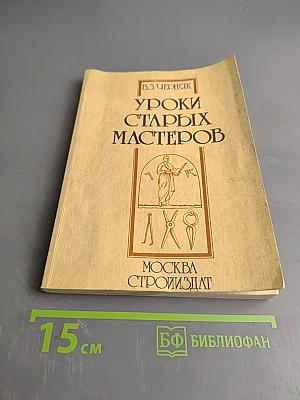 В.З. ЧЕРНЯК
УРОКИ
СТАРЫХ
МАСТЕРОВ
МОСКВА
СТРОЙИЗДАТ
15 см
БФ БИБЛИОФАН